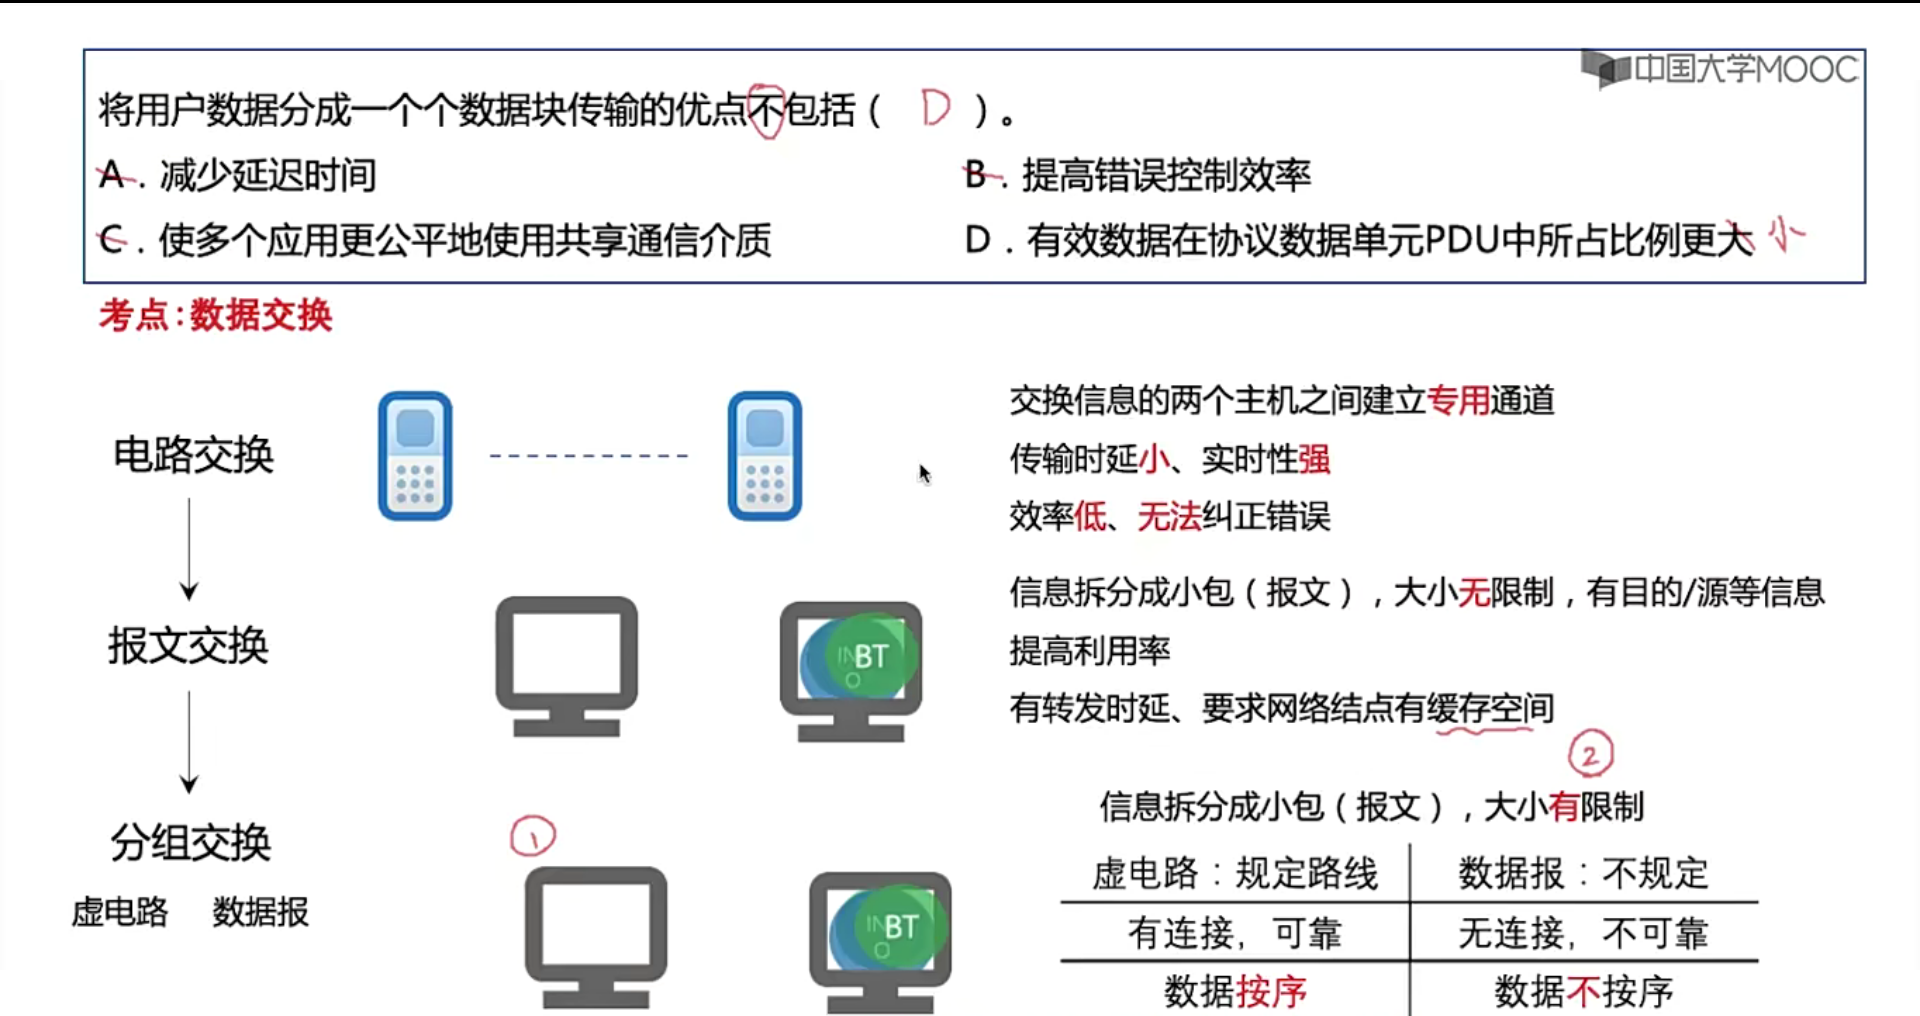 中国大学MOOC
将用户数据分成一个个数据块传输的优点不包括（ D ）。
A．减少延迟时间
B．提高错误控制效率
C．使多个应用更公平地使用共享通信介质
D．有效数据在协议数据单元PDU中所占比例更大 小
考点:数据交换
电路交换
交换信息的两个主机之间建立专用通道
传输时延小、实时性强
效率低、无法纠正错误
报文交换
INBT
O
信息拆分成小包（报文），大小无限制，有目的/源等信息
提高利用率
有转发时延、要求网络结点有缓存空间
分组交换
虚电路 数据报
1
INBT
O
2
信息拆分成小包（报文），大小有限制
虚电路：规定路线 数据报：不规定
有连接，可靠 无连接，不可靠
数据按序 数据不按序